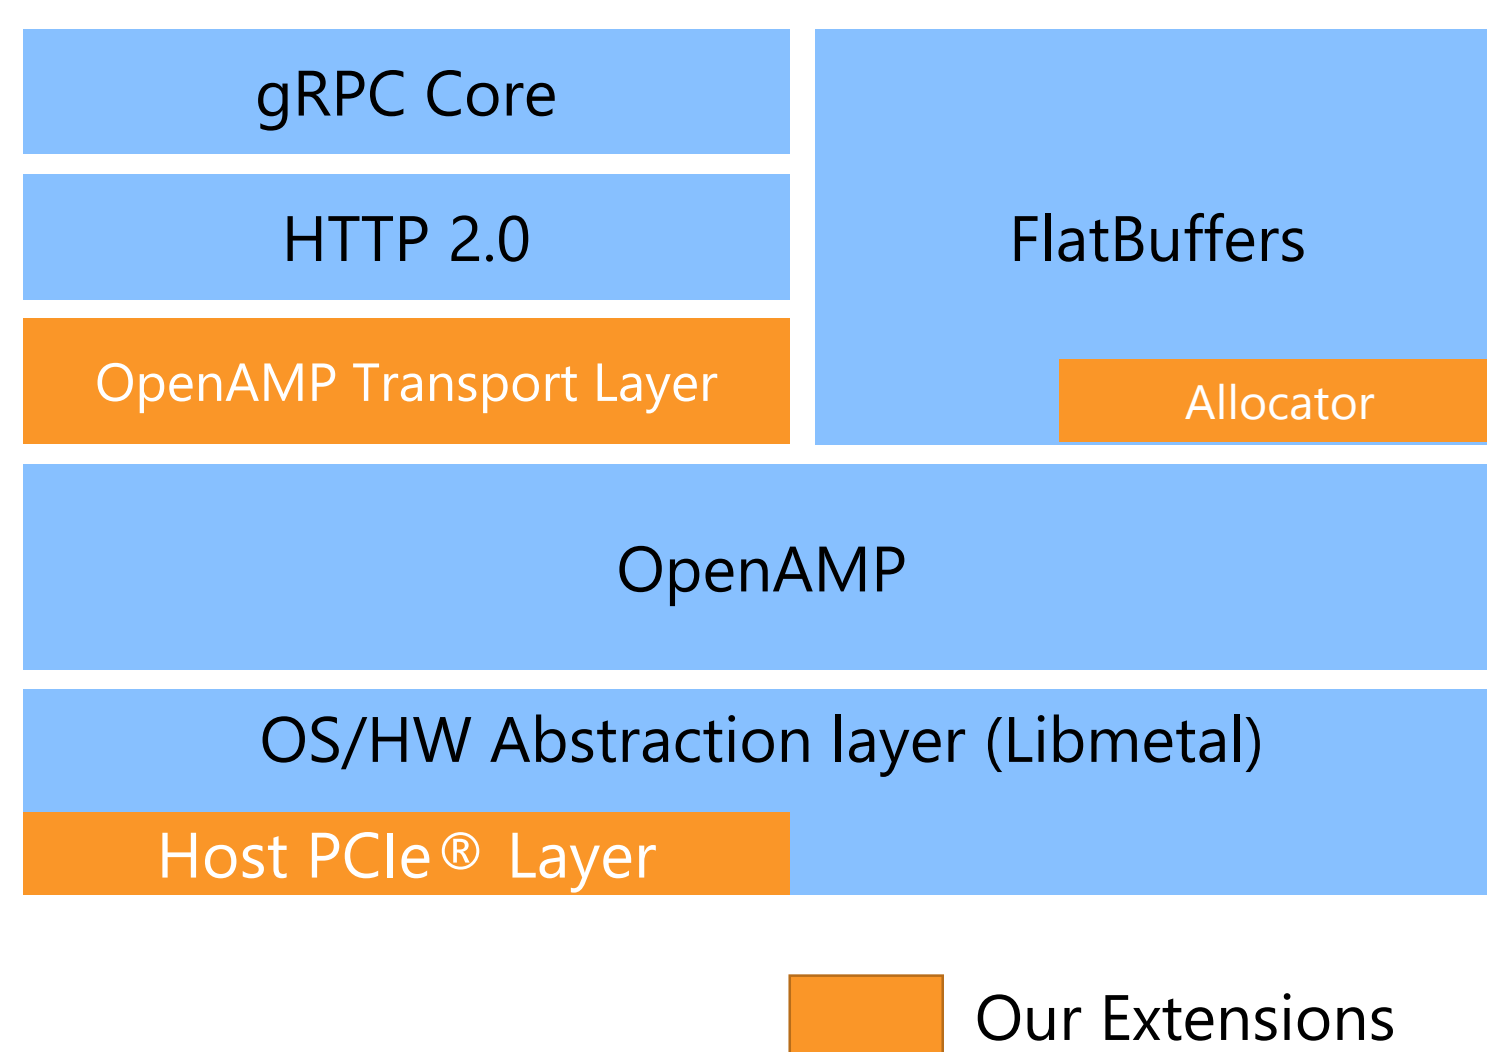 gRPC Core
HTTP 2.0
OpenAMP Transport Layer
FlatBuffers
Allocator
OpenAMP
OS/HW Abstraction layer (Libmetal)
Host PCIe® Layer
Our Extensions